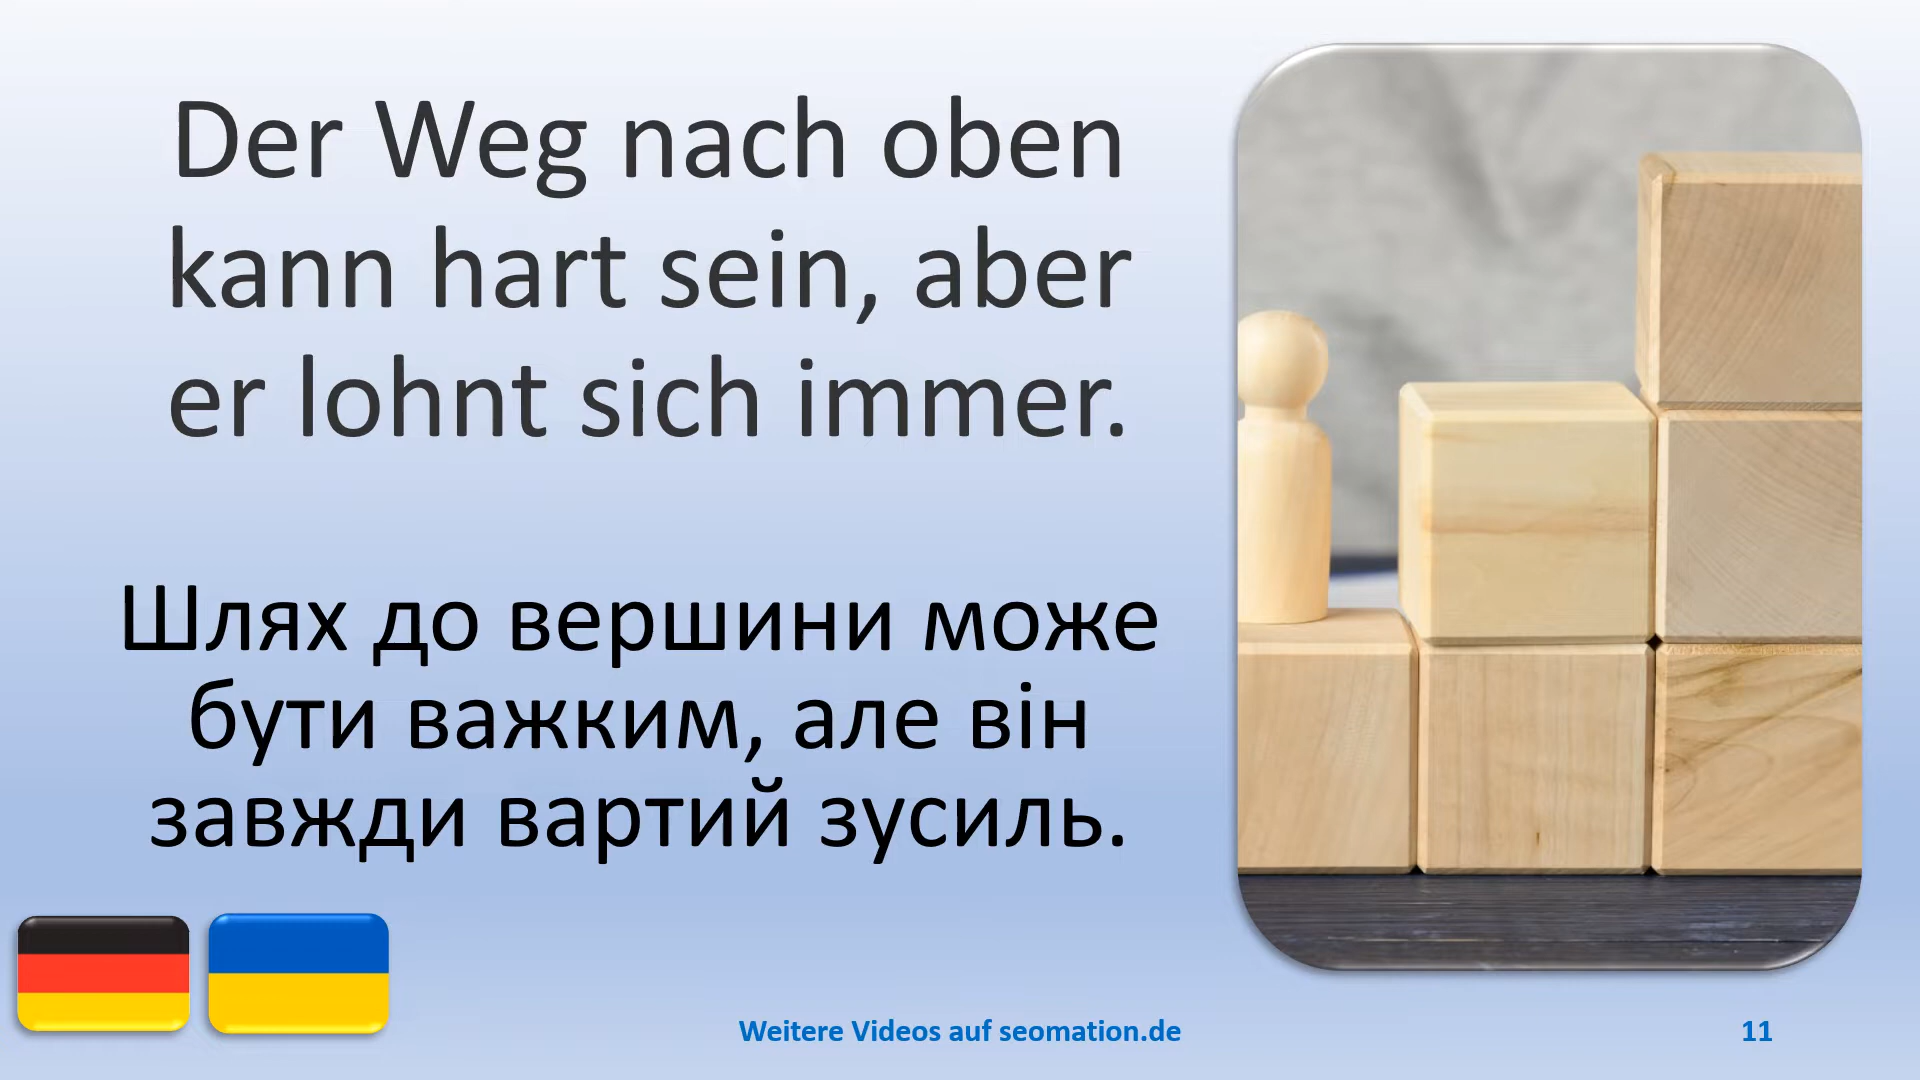 Der Weg nach oben
kann hart sein, aber
er lohnt sich immer.
Шлях до вершини може
бути важким, але він
завжди вартий зусиль.
Weitere Videos auf seomation.de
11